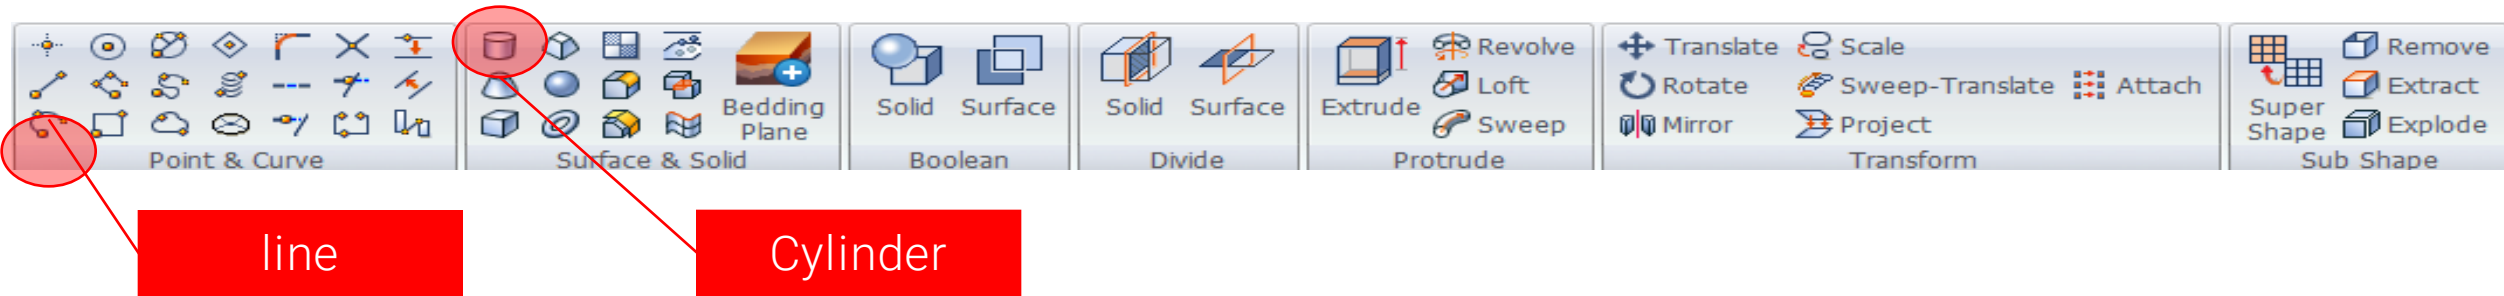 Bedding
Plane
Solid
Surface
Solid
Surface
Extrude
Revolve
Loft
Sweep
Translate
Scale
Rotate
Sweep-Translate
Attach
Mirror
Project
Super
Shape
Remove
Extract
Explode
Point & Curve
Surface & Solid
Boolean
Divide
Protrude
Transform
Sub Shape
line
Cylinder